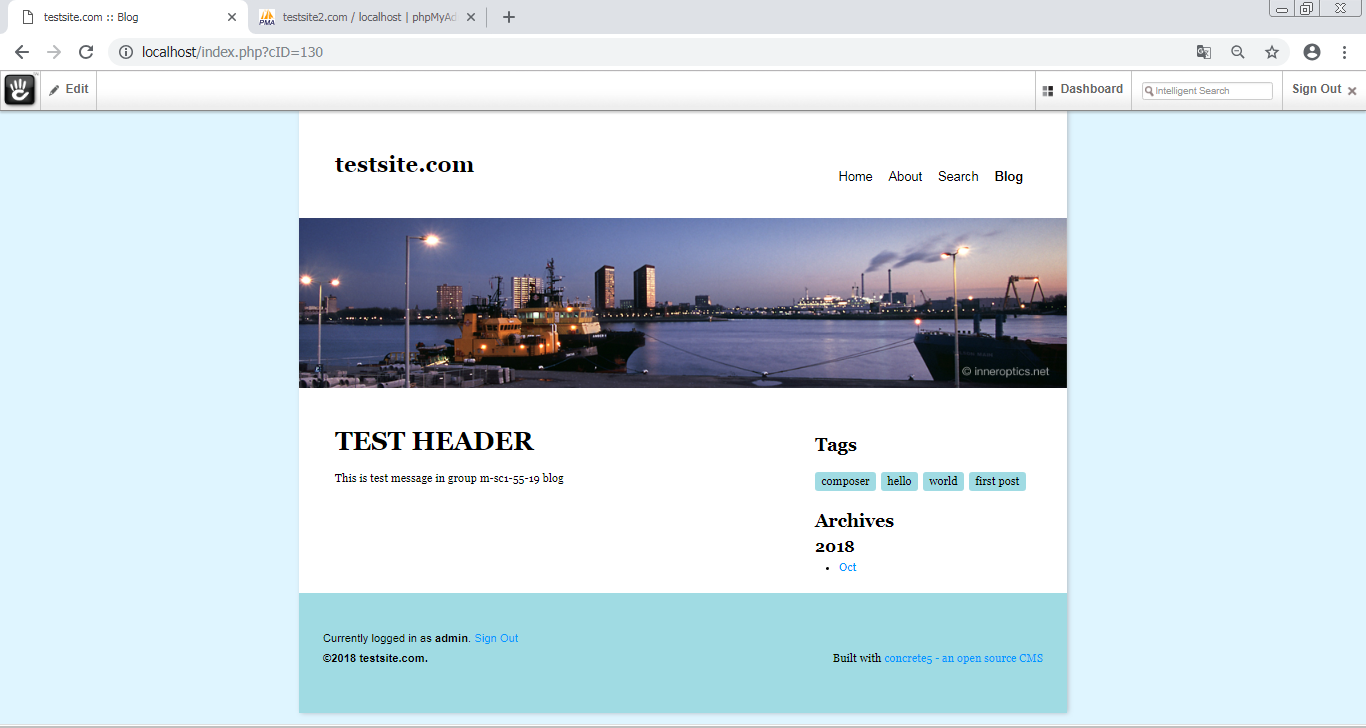 testsite.com :: Blog
testsite2.com / localhost | phpMyAd
localhost/index.php?cID=130
Edit
Dashboard
Intelligent Search
Sign Out
testsite.com
Home About Search Blog
© inneroptics.net
TEST HEADER
This is test message in group m-sc1-55-19 blog
Tags
composer hello world first post
Archives
2018
Oct
Currently logged in as admin. Sign Out
©2018 testsite.com.
Built with concrete5 - an open source CMS